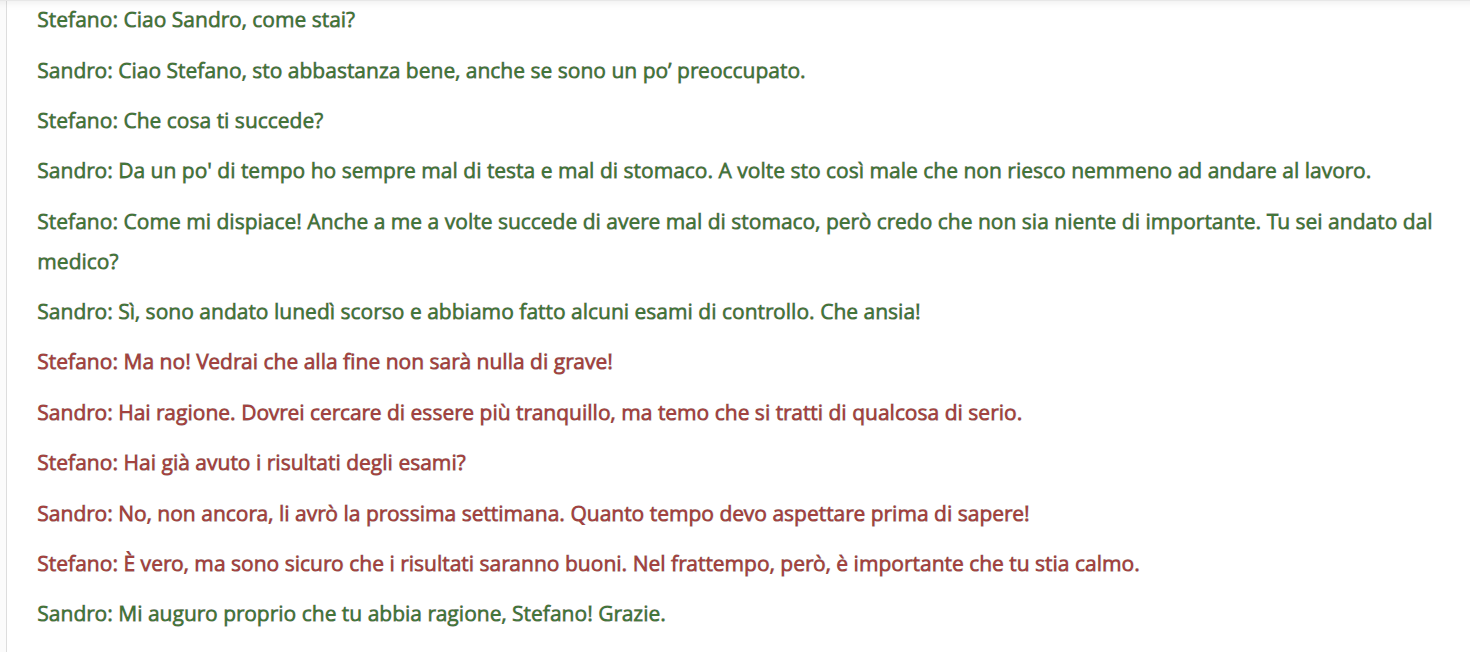 Stefano: Ciao Sandro, come stai?
Sandro: Ciao Stefano, sto abbastanza bene, anche se sono un po’ preoccupato.
Stefano: Che cosa ti succede?
Sandro: Da un po' di tempo ho sempre mal di testa e mal di stomaco. A volte sto così male che non riesco nemmeno ad andare al lavoro.
Stefano: Come mi dispiace! Anche a me a volte succede di avere mal di stomaco, però credo che non sia niente di importante. Tu sei andato dal
medico?
Sandro: Sì, sono andato lunedì scorso e abbiamo fatto alcuni esami di controllo. Che ansia!
Stefano: Ma no! Vedrai che alla fine non sarà nulla di grave!
Sandro: Hai ragione. Dovrei cercare di essere più tranquillo, ma temo che si tratti di qualcosa di serio.
Stefano: Hai già avuto i risultati degli esami?
Sandro: No, non ancora, li avrò la prossima settimana. Quanto tempo devo aspettare prima di sapere!
Stefano: È vero, ma sono sicuro che i risultati saranno buoni. Nel frattempo, però, è importante che tu stia calmo.
Sandro: Mi auguro proprio che tu abbia ragione, Stefano! Grazie.